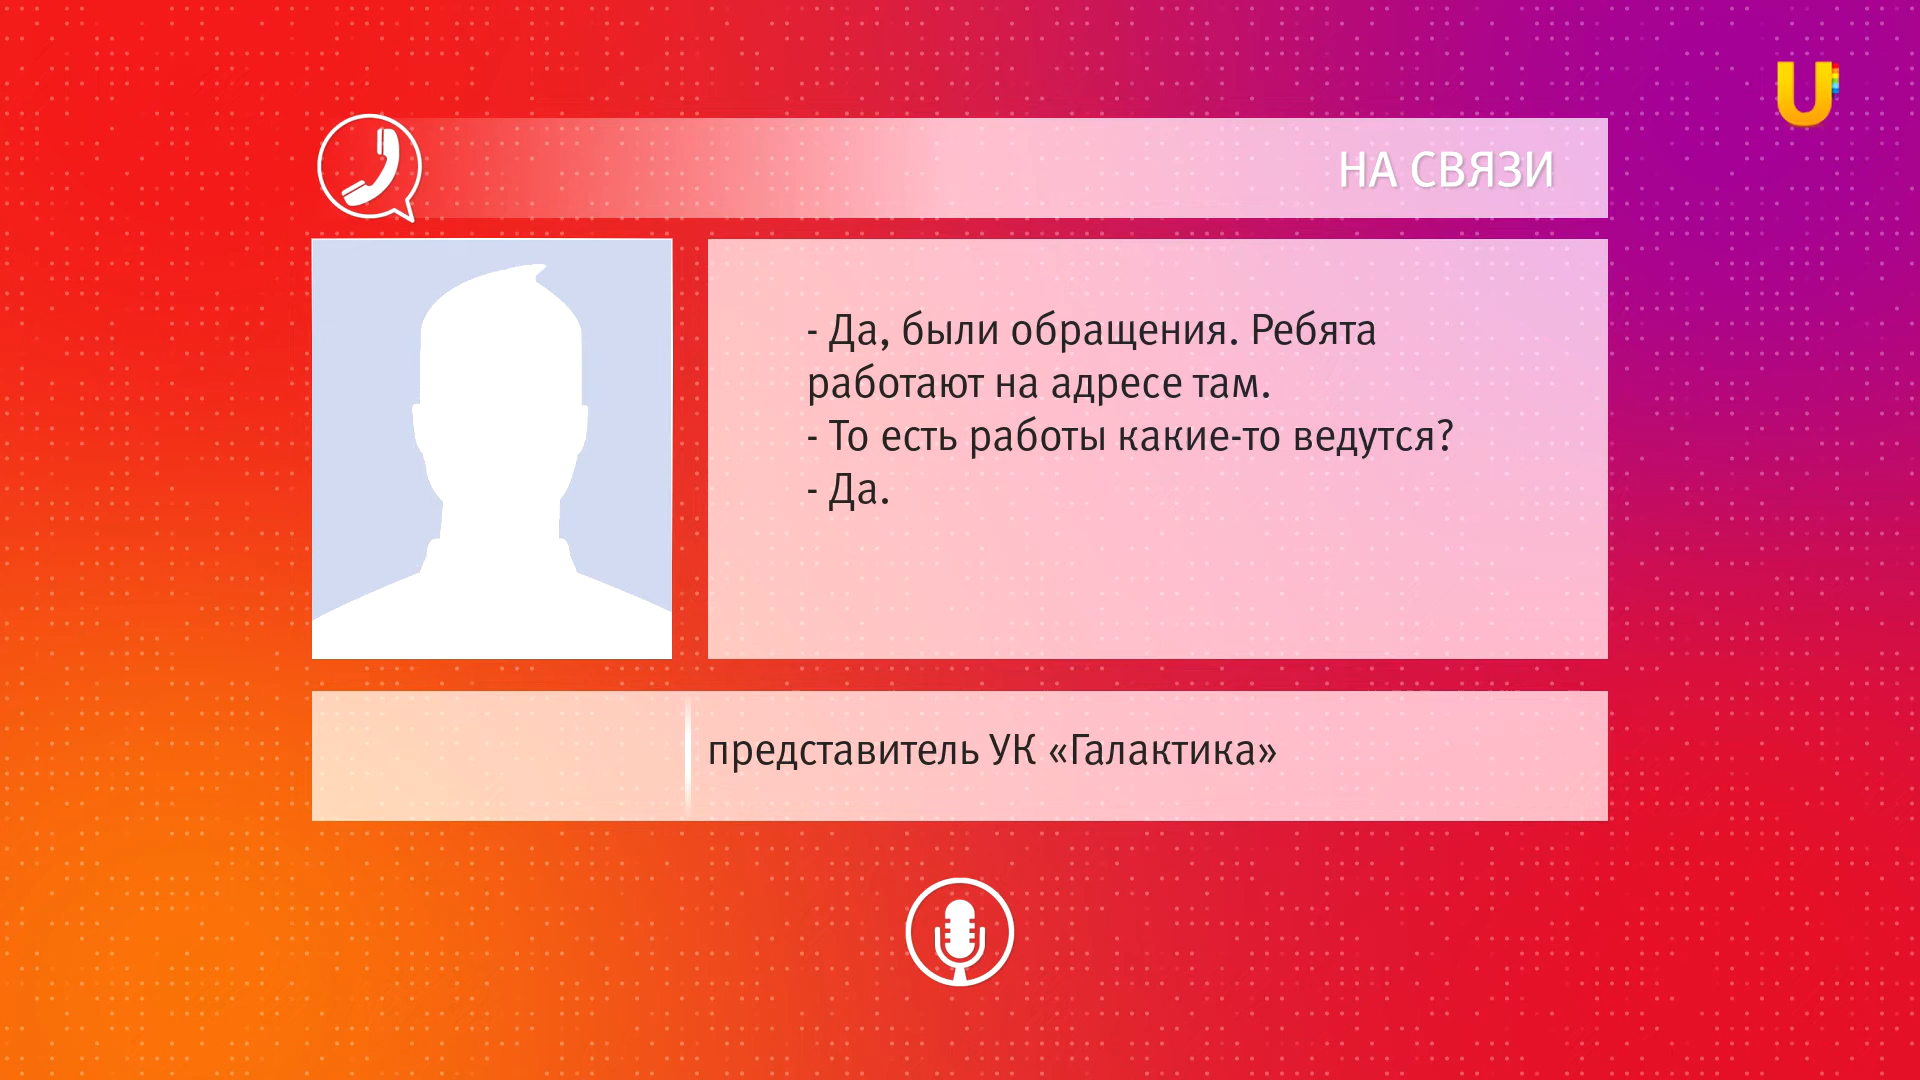 U
НА СВЯЗИ
- Да, были обращения. Ребята
работают на адресе там.
- То есть работы какие-то ведутся?
- Да.
представитель УК «Галактика»